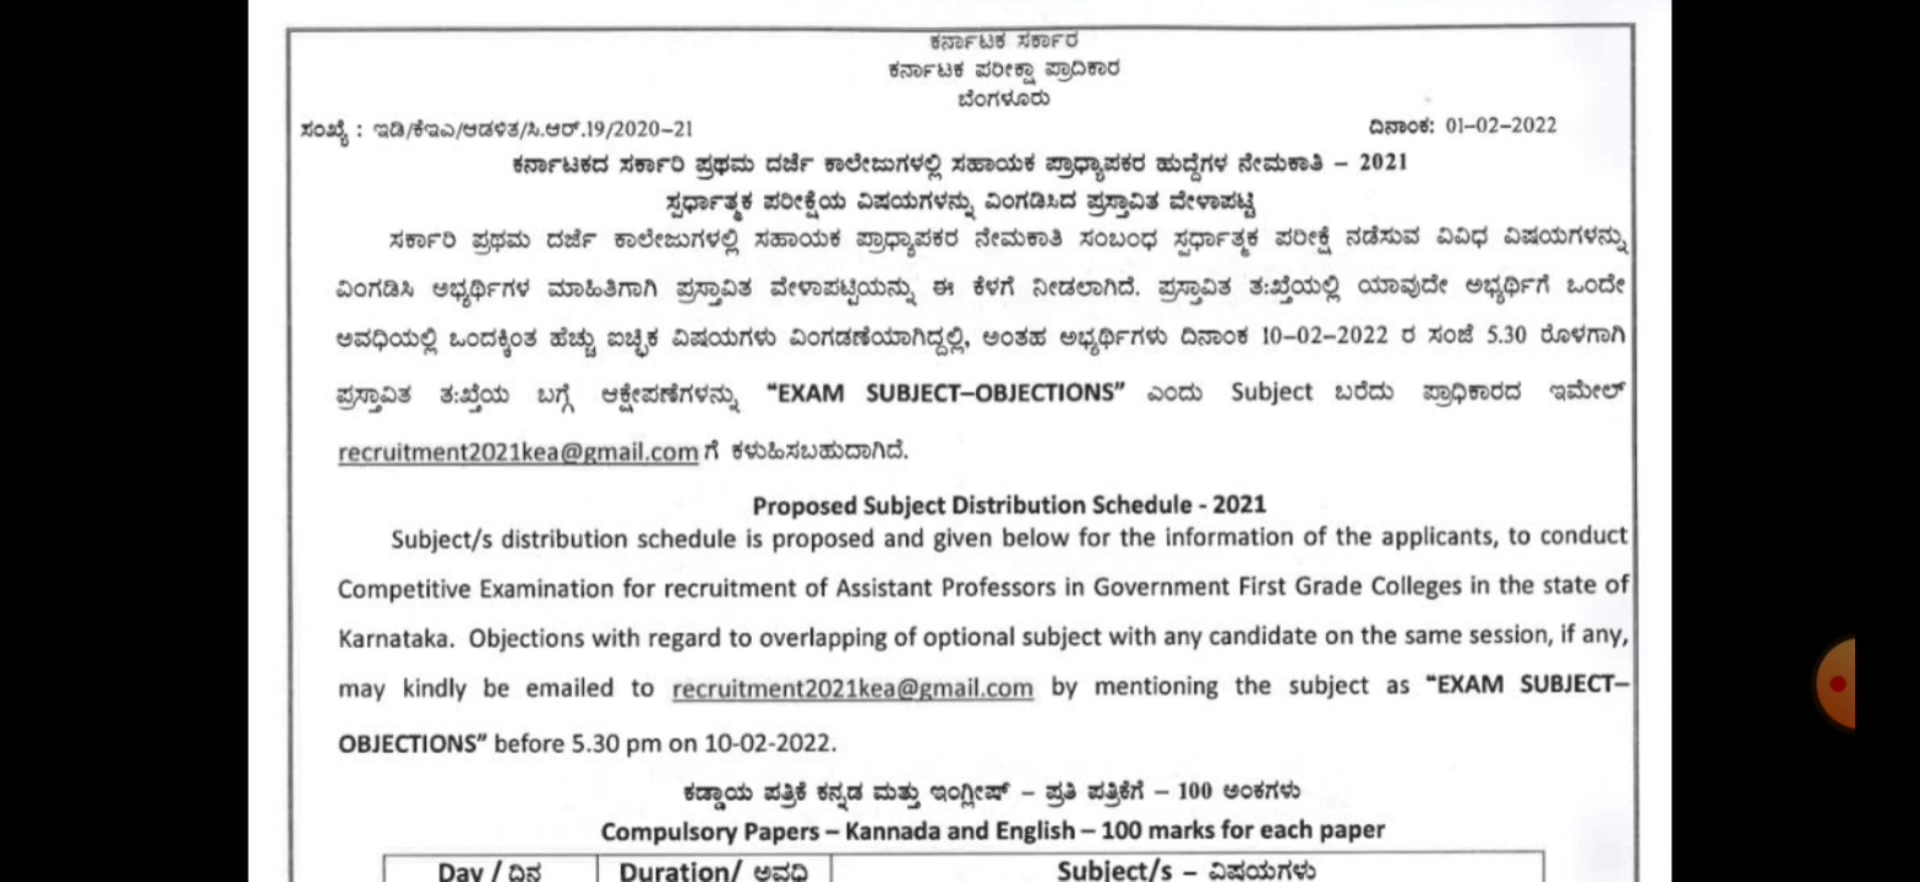 ಕರ್ನಾಟಕ ಸರ್ಕಾರ
ಕರ್ನಾಟಕ ಪರೀಕ್ಷಾ ಪ್ರಾದಿಕಾರ
ಬೆಂಗಳೂರು
ಸಂಖ್ಯೆ : ಇಡಿ/ಕೆಇಎ/ಆಡಳಿತ/ಸಿ.ಆರ್.19/2020-21 ದಿನಾಂಕ: 01-02-2022
ಕರ್ನಾಟಕದ ಸರ್ಕಾರಿ ಪ್ರಥಮ ದರ್ಜೆ ಕಾಲೇಜುಗಳಲ್ಲಿ ಸಹಾಯಕ ಪ್ರಾಧ್ಯಾಪಕರ ಹುದ್ದೆಗಳ ನೇಮಕಾತಿ – 2021
ಸ್ಪರ್ಧಾತ್ಮಕ ಪರೀಕ್ಷೆಯ ವಿಷಯಗಳನ್ನು ವಿಂಗಡಿಸಿದ ಪ್ರಸ್ತಾವಿತ ವೇಳಾಪಟ್ಟಿ
ಸರ್ಕಾರಿ ಪ್ರಥಮ ದರ್ಜೆ ಕಾಲೇಜುಗಳಲ್ಲಿ ಸಹಾಯಕ ಪ್ರಾಧ್ಯಾಪಕರ ನೇಮಕಾತಿ ಸಂಬಂಧ ಸ್ಪರ್ಧಾತ್ಮಕ ಪರೀಕ್ಷೆ ನಡೆಸುವ ವಿವಿಧ ವಿಷಯಗಳನ್ನು
ವಿಂಗಡಿಸಿ ಅಭ್ಯರ್ಥಿಗಳ ಮಾಹಿತಿಗಾಗಿ ಪ್ರಸ್ತಾವಿತ ವೇಳಾಪಟ್ಟಿಯನ್ನು ಈ ಕೆಳಗೆ ನೀಡಲಾಗಿದೆ. ಪ್ರಸ್ತಾವಿತ ತ:ಖ್ತೆಯಲ್ಲಿ ಯಾವುದೇ ಅಭ್ಯರ್ಥಿಗೆ ಒಂದೇ
ಅವಧಿಯಲ್ಲಿ ಒಂದಕ್ಕಿಂತ ಹೆಚ್ಚು ಐಚ್ಛಿಕ ವಿಷಯಗಳು ವಿಂಗಡಣೆಯಾಗಿದ್ದಲ್ಲಿ, ಅಂತಹ ಅಭ್ಯರ್ಥಿಗಳು ದಿನಾಂಕ 10-02-2022 ರ ಸಂಜೆ 5.30 ರೊಳಗಾಗಿ
ಪ್ರಸ್ತಾವಿತ ತ:ಖ್ತೆಯ ಬಗ್ಗೆ ಆಕ್ಷೇಪಣೆಗಳನ್ನು “EXAM SUBJECT–OBJECTIONS” ಎಂದು Subject ಬರೆದು ಪ್ರಾಧಿಕಾರದ ಇಮೇಲ್
recruitment2021kea@gmail.com ಗೆ ಕಳುಹಿಸಬಹುದಾಗಿದೆ.
Proposed Subject Distribution Schedule - 2021
Subject/s distribution schedule is proposed and given below for the information of the applicants, to conduct
Competitive Examination for recruitment of Assistant Professors in Government First Grade Colleges in the state of
Karnataka. Objections with regard to overlapping of optional subject with any candidate on the same session, if any,
may kindly be emailed to recruitment2021kea@gmail.com by mentioning the subject as “EXAM SUBJECT–
OBJECTIONS” before 5.30 pm on 10-02-2022.
ಕಡ್ಡಾಯ ಪತ್ರಿಕೆ ಕನ್ನಡ ಮತ್ತು ಇಂಗ್ಲೀಷ್ – ಪ್ರತಿ ಪತ್ರಿಕೆಗೆ – 100 ಅಂಕಗಳು
Compulsory Papers – Kannada and English – 100 marks for each paper
Day / ದಿನ Duration/ ಅವಧಿ Subject/s – ವಿಷಯಗಳು